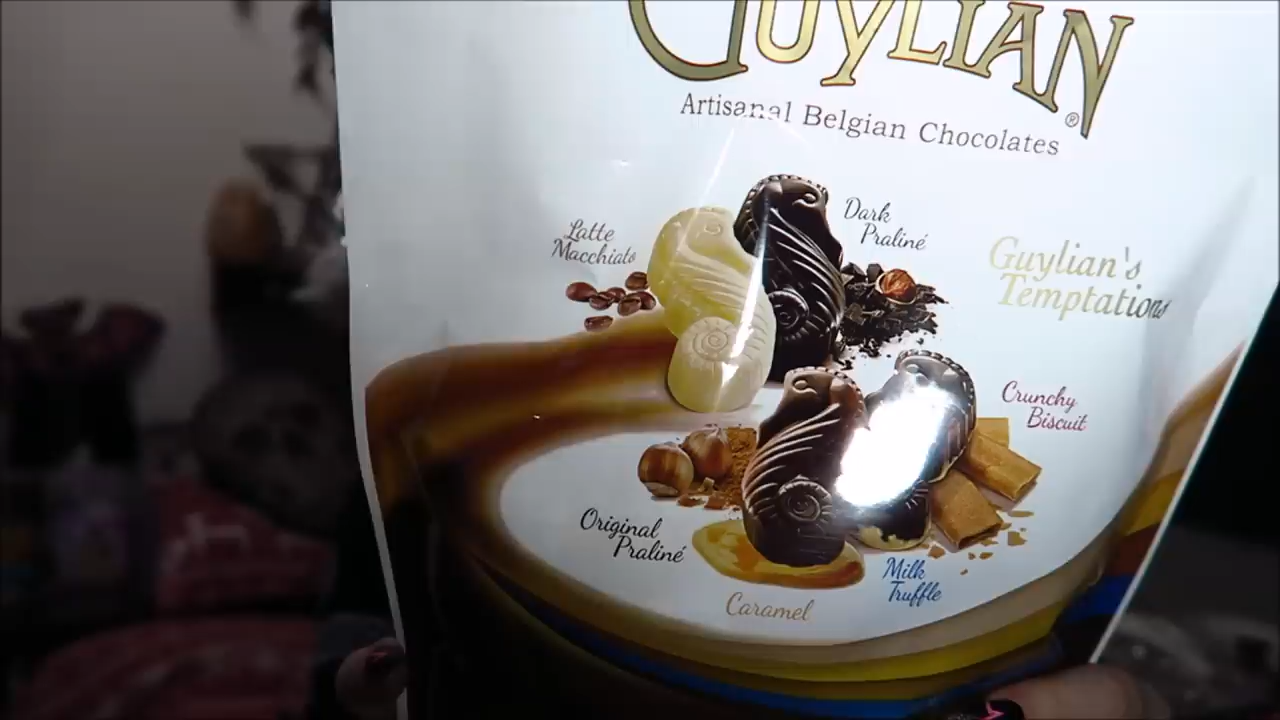 GUYLIAN®
Artisanal Belgian Chocolates
Latte
Macchiato
Dark
Praliné
Guylian's
Temptations
Crunchy
Biscuit
Original
Praliné
Milk
Truffle
Caramel